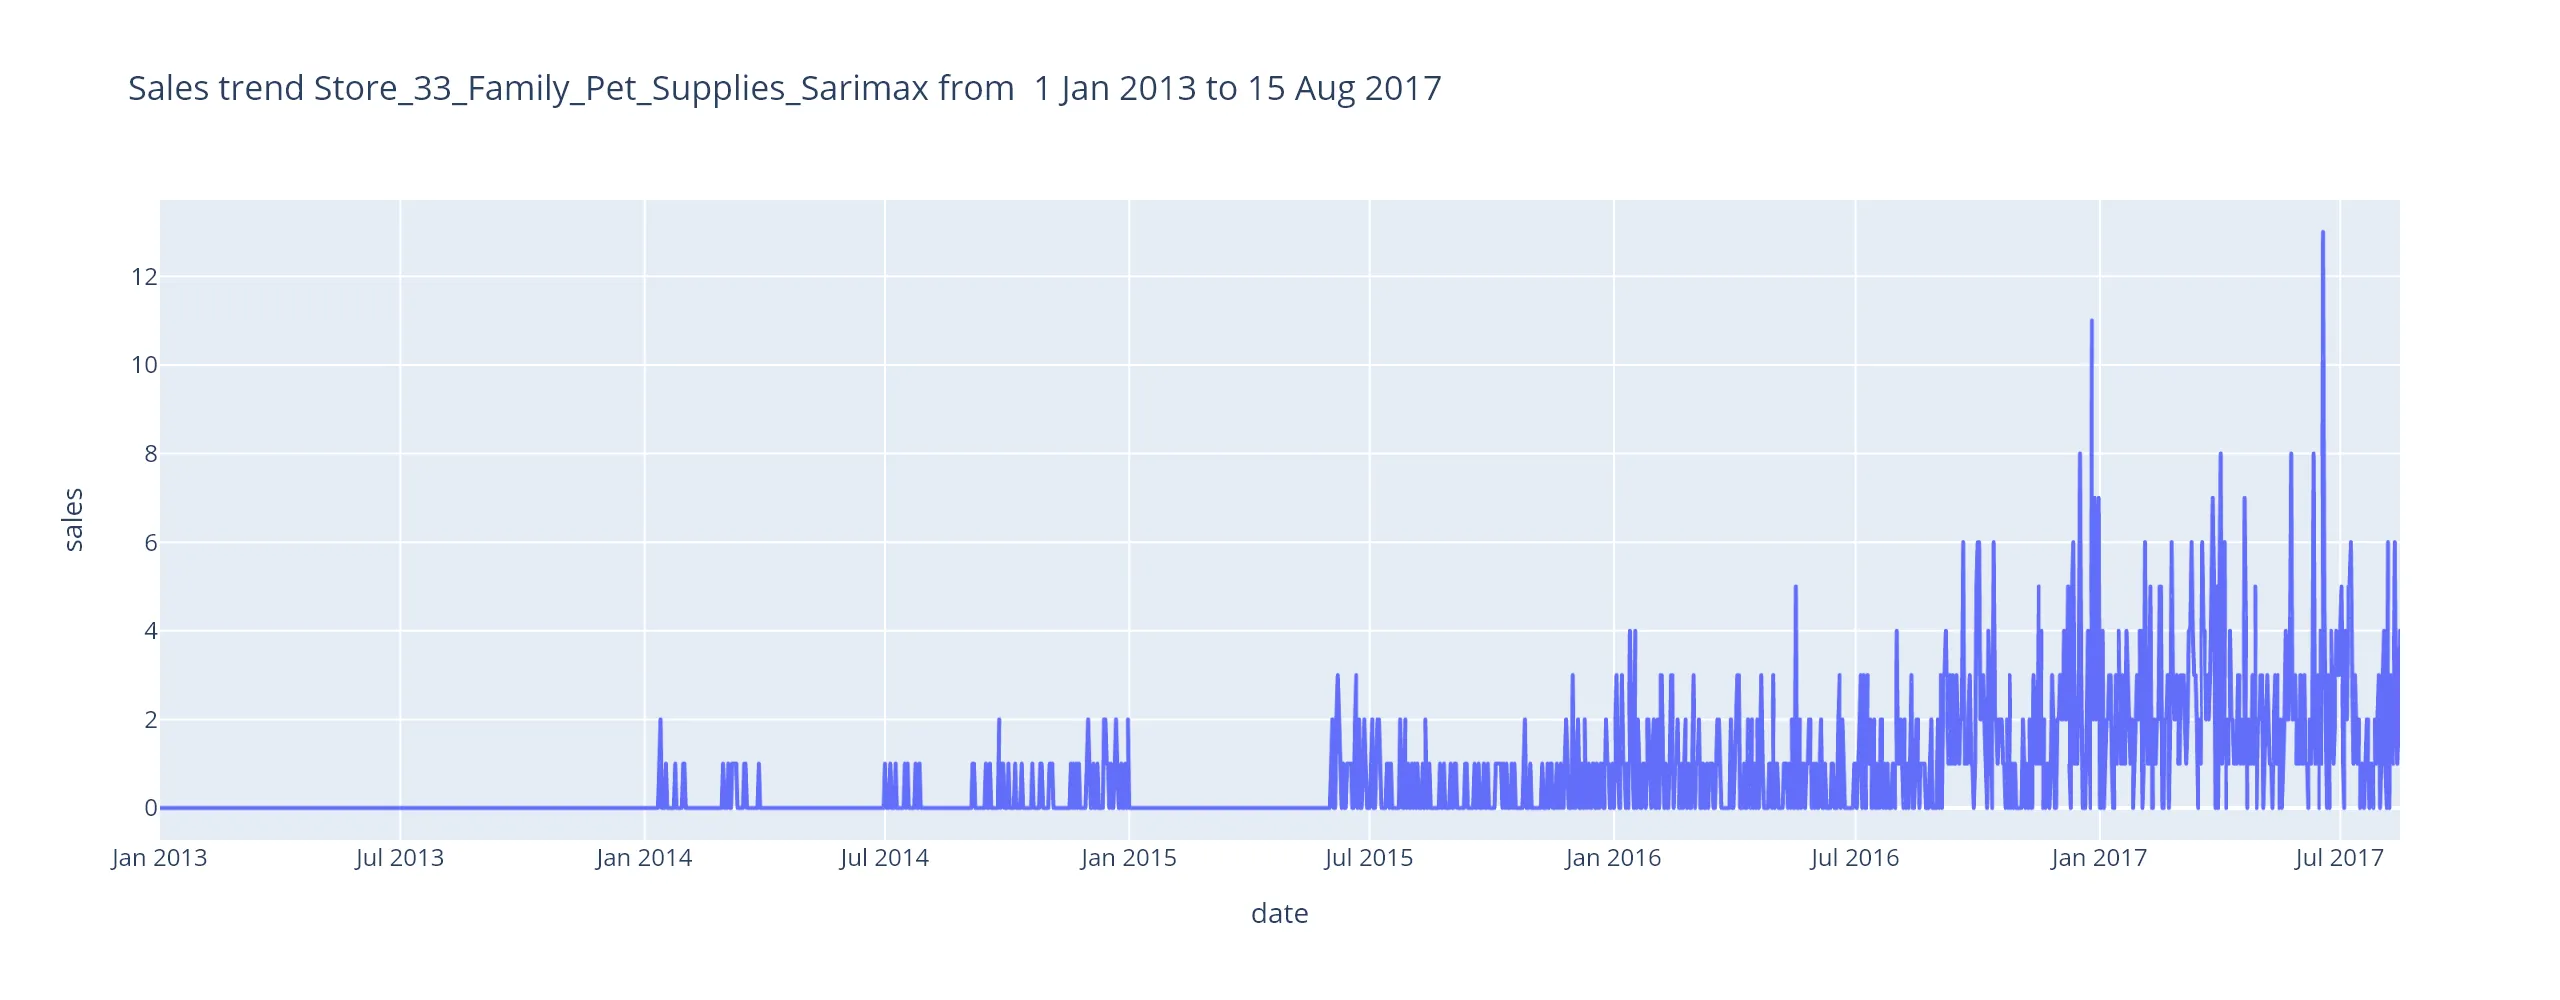 Sales trend Store_33_Family_Pet_Supplies_Sarimax from  1 Jan 2013 to 15 Aug 2017
12
10
8
6
4
2
0
sales
Jan 2013 Jul 2013 Jan 2014 Jul 2014 Jan 2015 Jul 2015 Jan 2016 Jul 2016 Jan 2017 Jul 2017
date